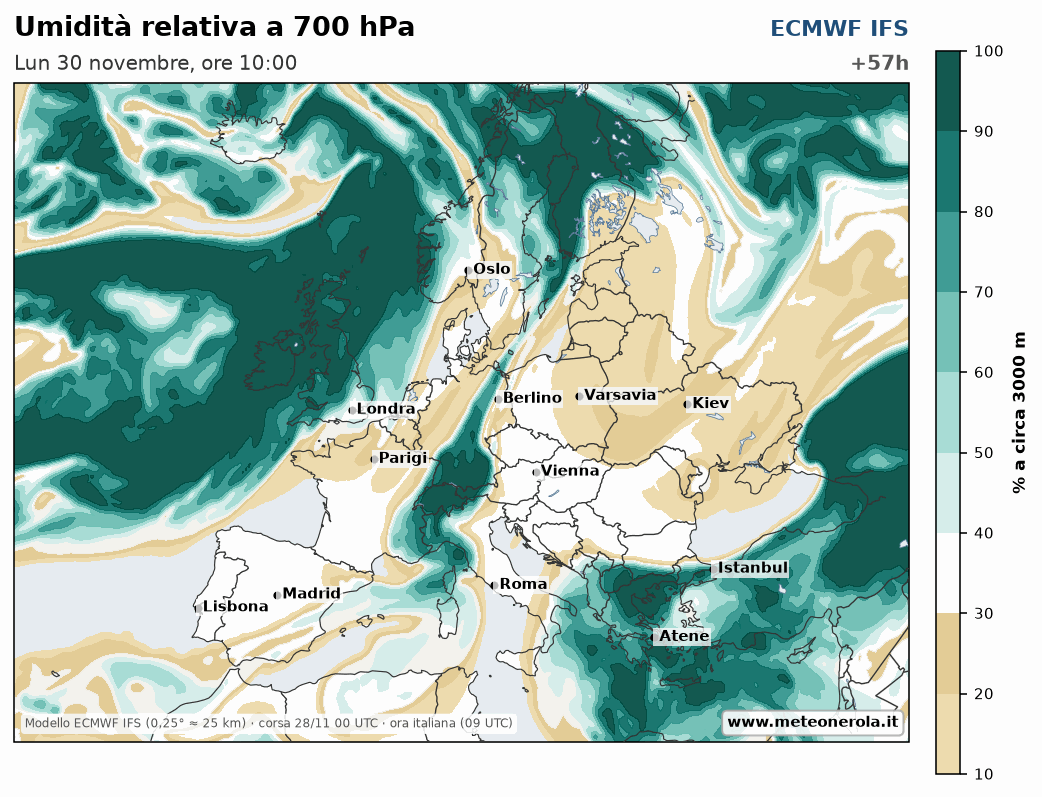 Umidità relativa a 700 hPa
ECMWF IFS
Lun 30 novembre, ore 10:00
+57h
100
90
80
70
60
50
40
30
20
10
% a circa 3000 m
Oslo
Londra
Berlino
Varsavia
Kiev
Parigi
Vienna
Istanbul
Madrid
Roma
Lisbona
Atene
Modello ECMWF IFS (0,25° ≈ 25 km) · corsa 28/11 00 UTC · ora italiana (09 UTC)
www.meteonerola.it